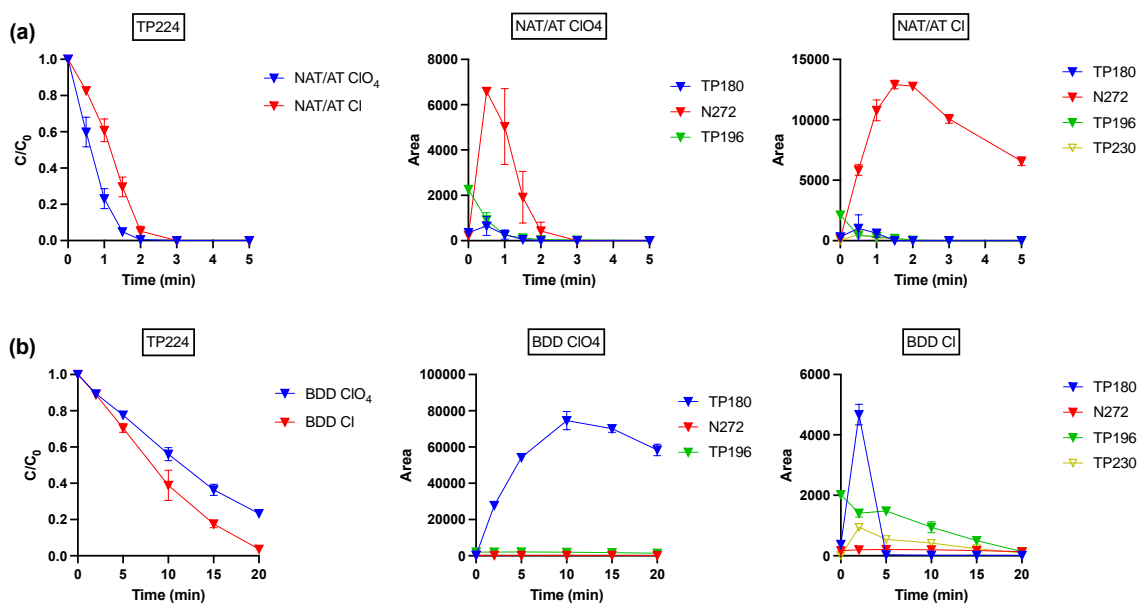 (a)
TP224
1.0
0.8
0.6
0.4
0.2
0.0
C/C0
0 1 2 3 4 5
Time (min)
NAT/AT ClO4
NAT/AT Cl
NAT/AT ClO4
8000
6000
4000
2000
0
Area
0 1 2 3 4 5
Time (min)
TP180
N272
TP196
NAT/AT Cl
15000
10000
5000
0
Area
0 1 2 3 4 5
Time (min)
TP180
N272
TP196
TP230
(b)
TP224
1.0
0.8
0.6
0.4
0.2
0.0
C/C0
0 5 10 15 20
Time (min)
BDD ClO4
BDD Cl
BDD ClO4
100000
80000
60000
40000
20000
0
Area
0 5 10 15 20
Time (min)
TP180
N272
TP196
BDD Cl
6000
4000
2000
0
Area
0 5 10 15 20
Time (min)
TP180
N272
TP196
TP230